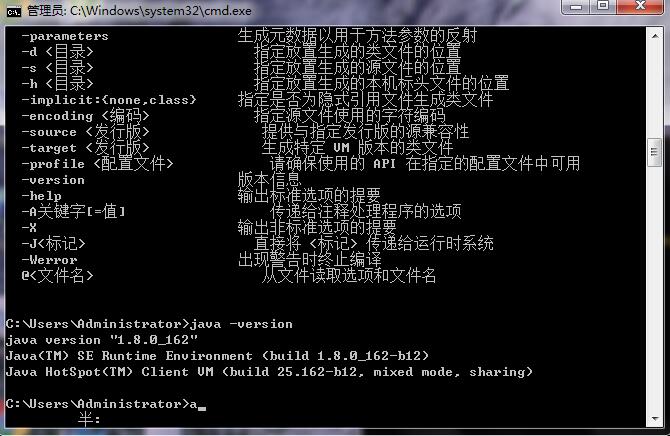 管理员: C:\Windows\system32\cmd.exe
-parameters 生成元数据以用于方法参数的反射
-d <目录> 指定放置生成的类文件的位置
-s <目录> 指定放置生成的源文件的位置
-h <目录> 指定放置生成的本机标头文件的位置
-implicit:{none,class} 指定是否为隐式引用文件生成类文件
-encoding <编码> 指定源文件使用的字符编码
-source <发行版> 提供与指定发行版的源兼容性
-target <发行版> 生成特定 VM 版本的类文件
-profile <配置文件> 请确保使用的 API 在指定的配置文件中可用
-version 版本信息
-help 输出标准选项的提要
-A关键字[=值] 传递给注释处理程序的选项
-X 输出非标准选项的提要
-J<标记> 直接将 <标记> 传递给运行时系统
-Werror 出现警告时终止编译
@<文件名> 从文件读取选项和文件名
C:\Users\Administrator>java -version
java version "1.8.0_162"
Java(TM) SE Runtime Environment (build 1.8.0_162-b12)
Java HotSpot(TM) Client VM (build 25.162-b12, mixed mode, sharing)
C:\Users\Administrator>a_
半: